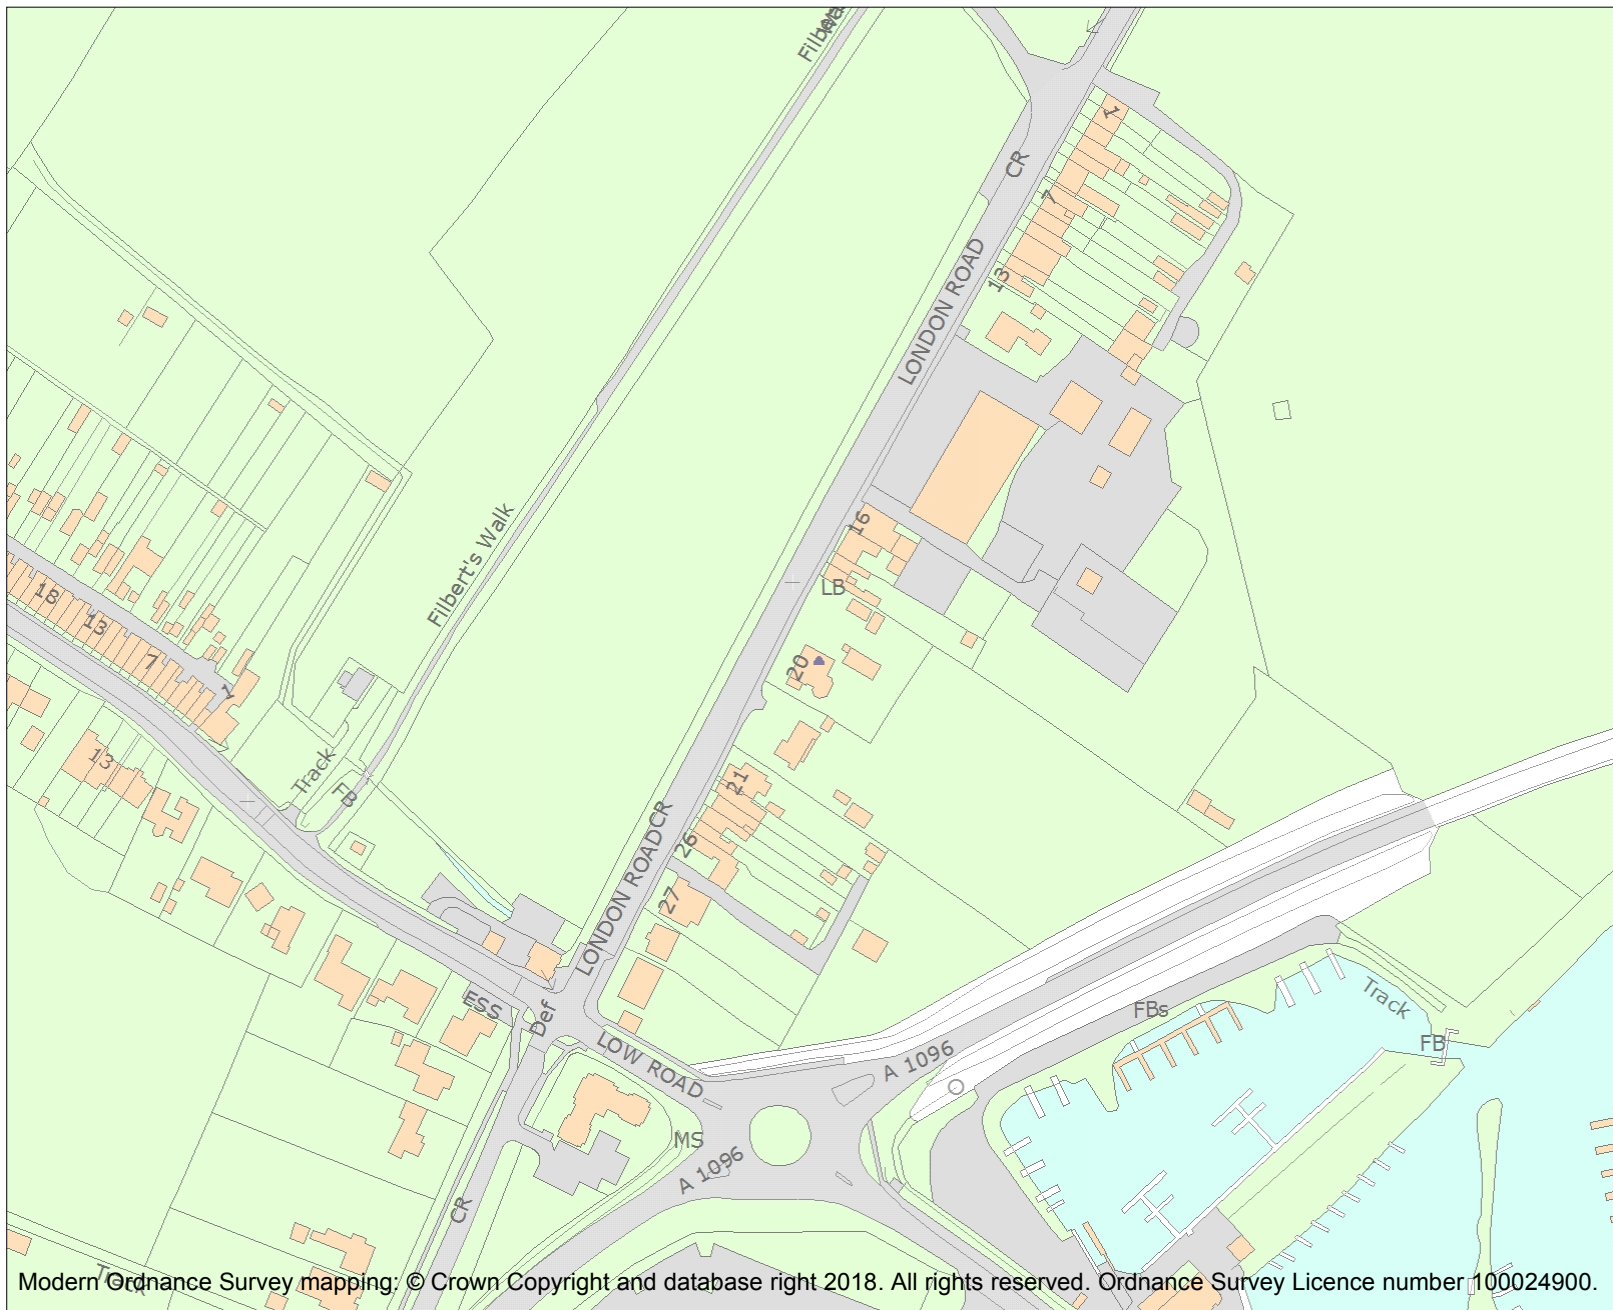 Filbert's Wa
CR
1
7
13
LONDON ROAD
16
LB
20
Filbert's Walk
18
13
7
1
13
Track
FB
21
26
27
LONDON ROAD
CR
ESS
Def
LOW ROAD
A 1096
MS
A 1096
FBs
Track
FB
CR
Track
Modern Ordnance Survey mapping: © Crown Copyright and database right 2018. All rights reserved. Ordnance Survey Licence number 100024900.